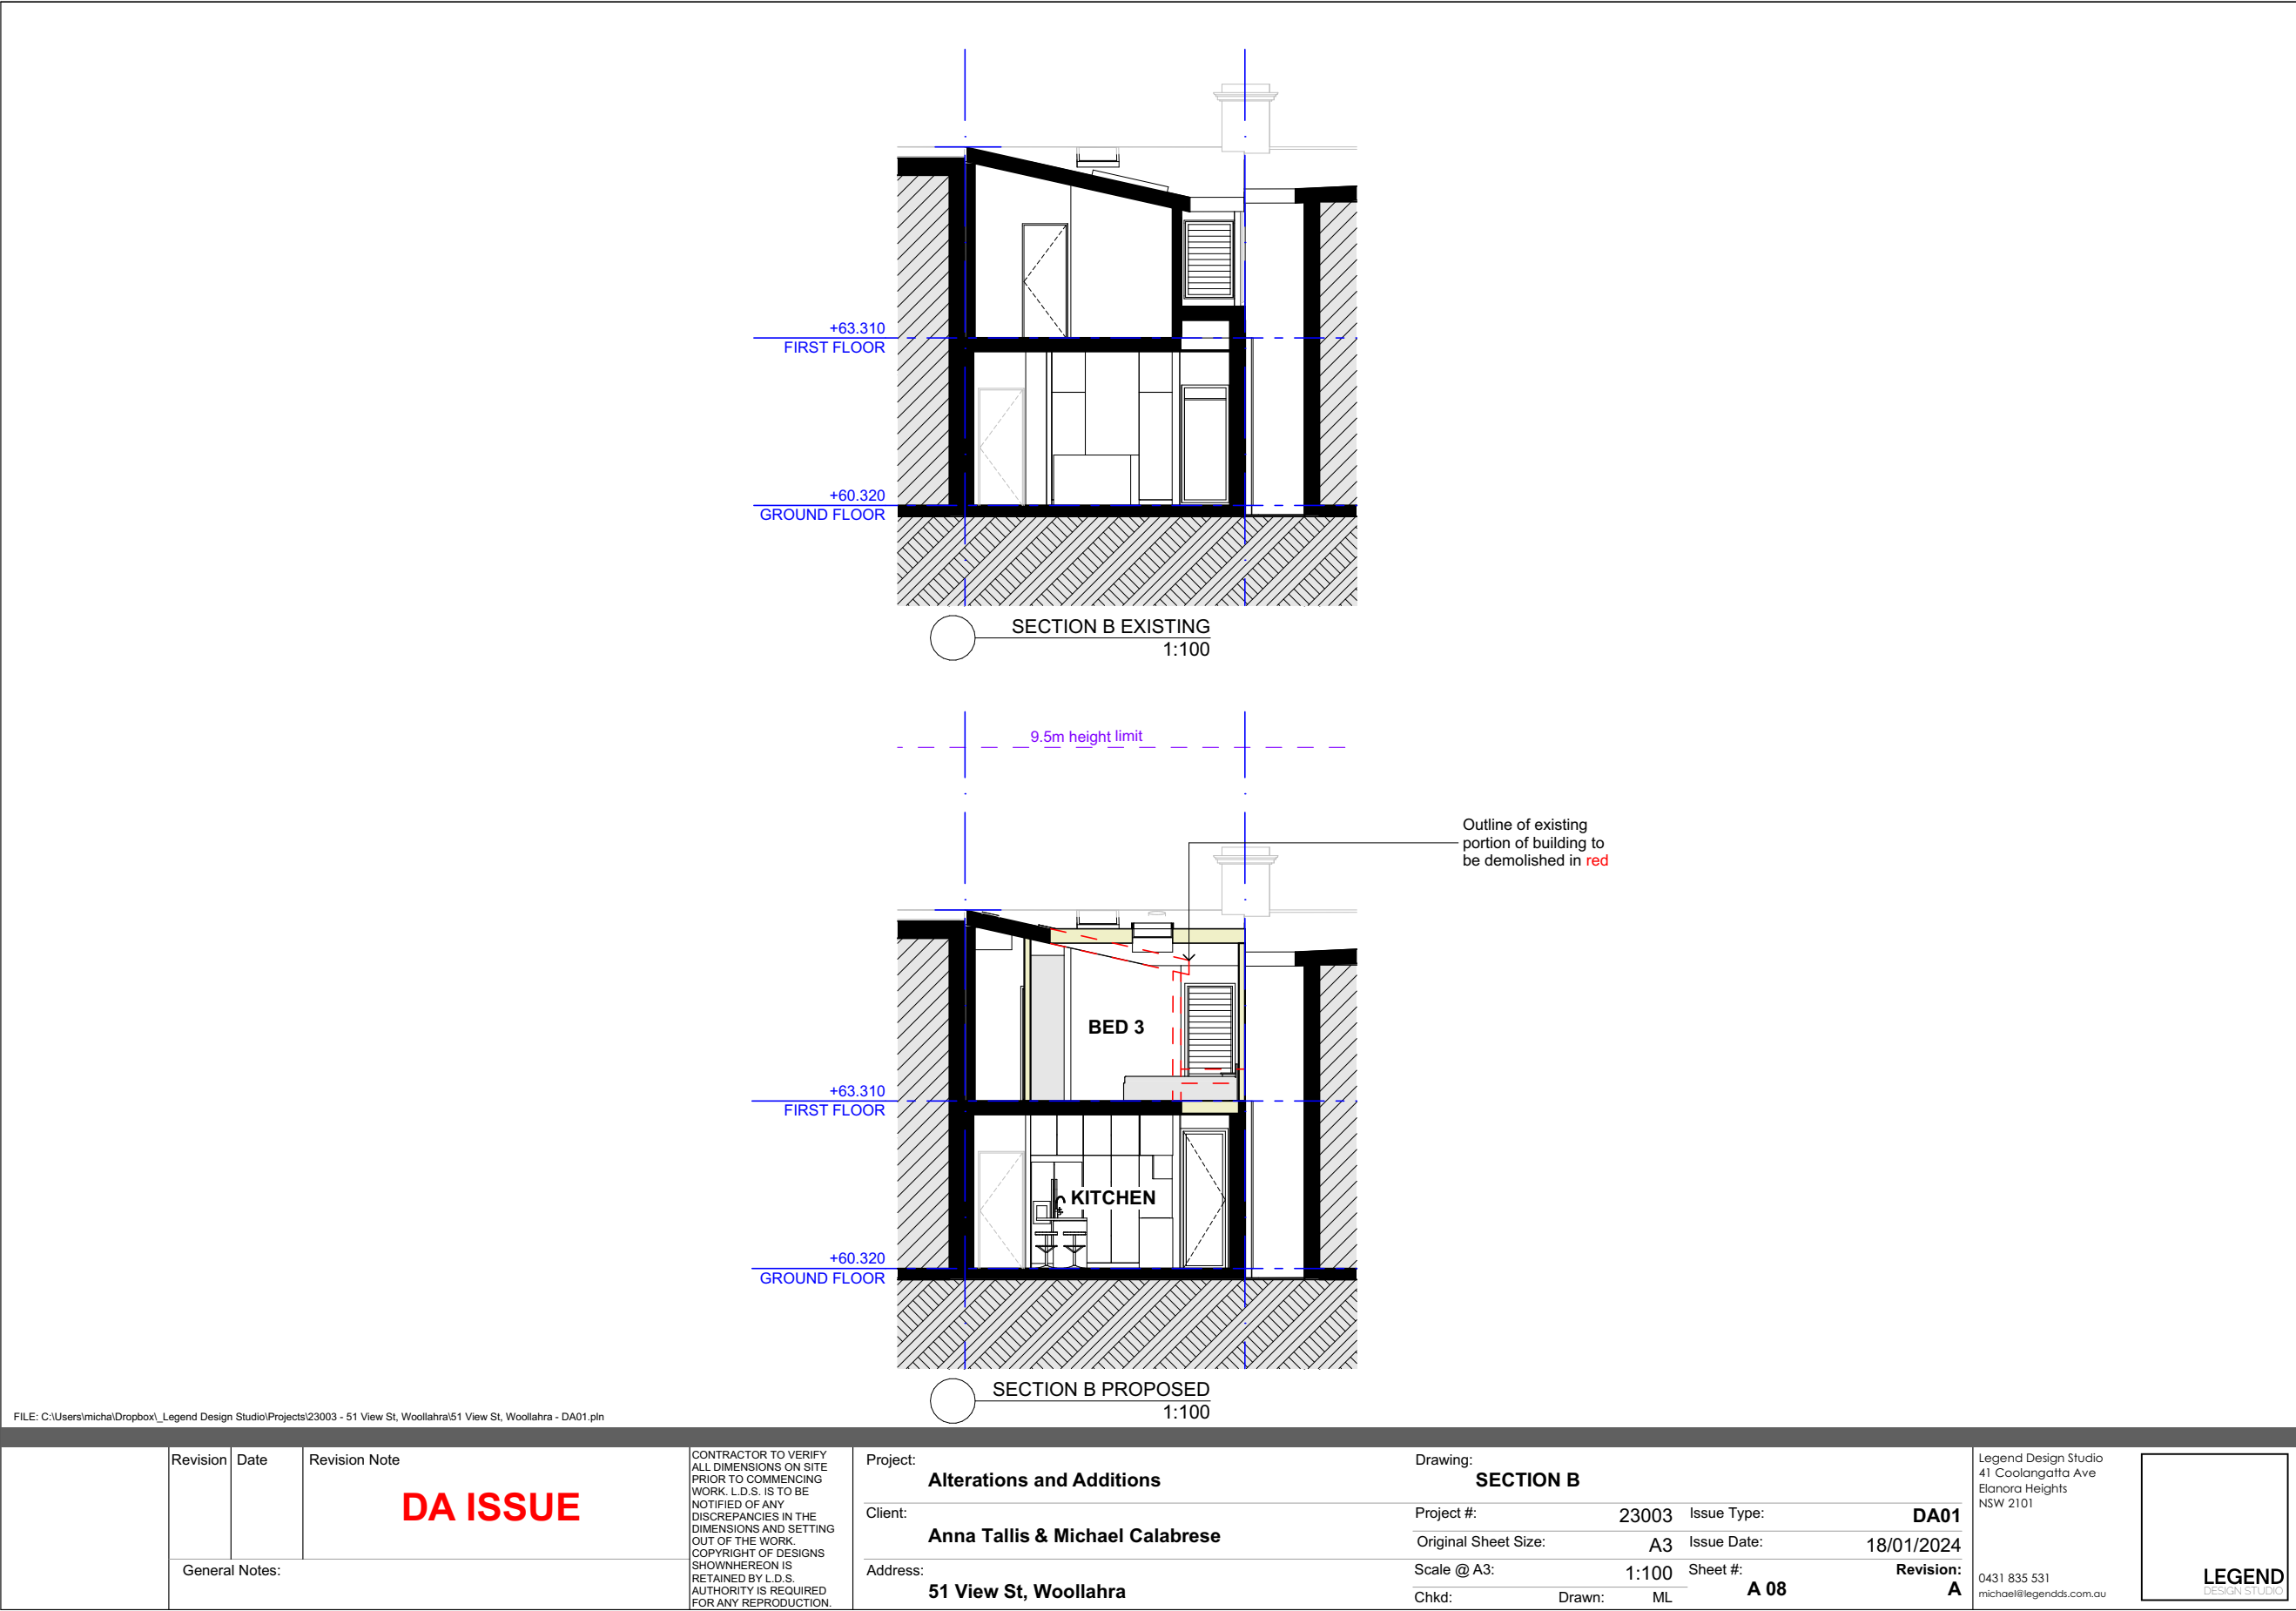 +63.310
FIRST FLOOR
+60.320
GROUND FLOOR
SECTION B EXISTING
1:100
9.5m height limit
Outline of existing
portion of building to
be demolished in red
BED 3
+63.310
FIRST FLOOR
KITCHEN
+60.320
GROUND FLOOR
SECTION B PROPOSED
1:100
FILE: C:\Users\micha\Dropbox\_Legend Design Studio\Projects\23003 - 51 View St, Woollahra\51 View St, Woollahra - DA01.pln
Revision Date Revision Note
DA ISSUE
General Notes:
CONTRACTOR TO VERIFY
ALL DIMENSIONS ON SITE
PRIOR TO COMMENCING
WORK. L.D.S. IS TO BE
NOTIFIED OF ANY
DISCREPANCIES IN THE
DIMENSIONS AND SETTING
OUT OF THE WORK.
COPYRIGHT OF DESIGNS
SHOWNHEREON IS
RETAINED BY L.D.S.
AUTHORITY IS REQUIRED
FOR ANY REPRODUCTION.
Project:
Alterations and Additions
Client:
Anna Tallis & Michael Calabrese
Address:
51 View St, Woollahra
Drawing:
SECTION B
Project #: 23003 Issue Type: DA01
Original Sheet Size: A3 Issue Date: 18/01/2024
Scale @ A3: 1:100 Sheet #: A 08 Revision: A
Chkd: Drawn: ML
Legend Design Studio
41 Coolangatta Ave
Elanora Heights
NSW 2101
0431 835 531
michael@legendds.com.au
LEGEND
DESIGN STUDIO